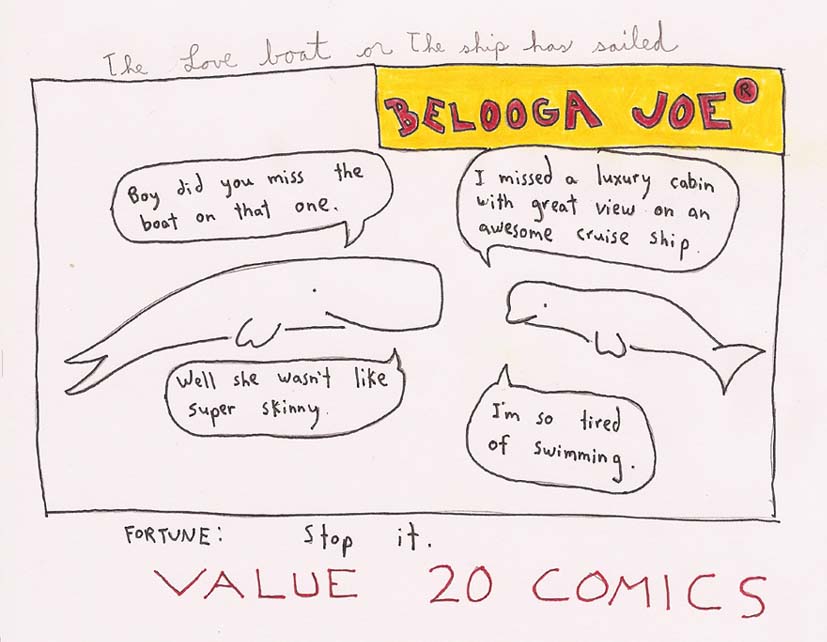 The Love boat or The ship has sailed
BELOOGA JOE®
Boy did you miss the
boat on that one.
I missed a luxury cabin
with great view on an
awesome cruise ship.
Well she wasn't like
super skinny.
I'm so tired
of swimming.
FORTUNE: Stop it.
VALUE 20 COMICS